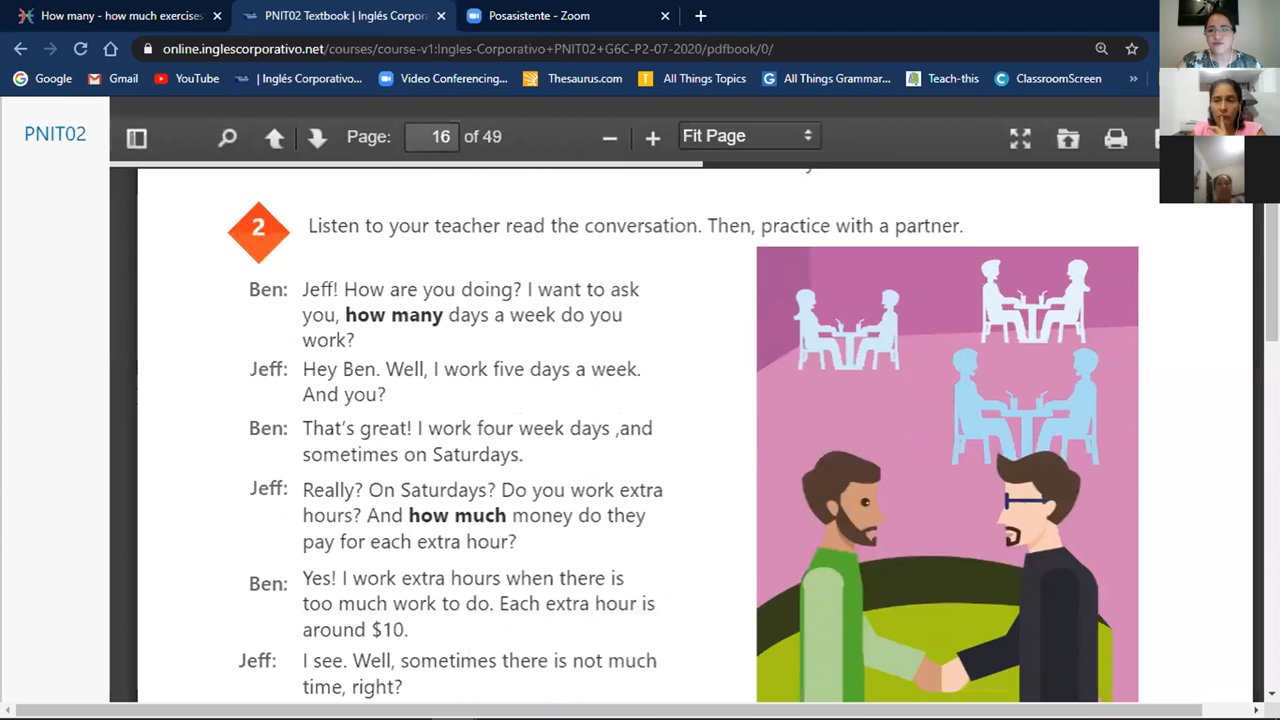 How many - how much exercises
PNIT02 Textbook | Inglés Corpora
Posasistente - Zoom
online.inglescorporativo.net/courses/course-v1:Ingles-Corporativo+PNIT02+G6C-P2-07-2020/pdfbook/0/
Google
Gmail
YouTube
| Inglés Corporativo...
Video Conferencing...
Thesaurus.com
All Things Topics
All Things Grammar...
Teach-this
ClassroomScreen
PNIT02
Page: 16 of 49
Fit Page
2 Listen to your teacher read the conversation. Then, practice with a partner.
Ben: Jeff! How are you doing? I want to ask
you, how many days a week do you
work?
Jeff: Hey Ben. Well, I work five days a week.
And you?
Ben: That's great! I work four week days ,and
sometimes on Saturdays.
Jeff: Really? On Saturdays? Do you work extra
hours? And how much money do they
pay for each extra hour?
Ben: Yes! I work extra hours when there is
too much work to do. Each extra hour is
around $10.
Jeff: I see. Well, sometimes there is not much
time, right?